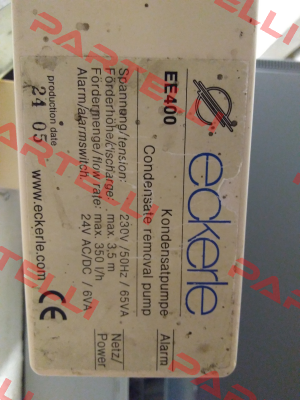 eckerle
Kondensatpumpe
Condensate removal pump
EE400
Spannung/tension: 230V /50Hz / 65VA
Förderhöhe/discharge: max. 3,5 m
Fördermenge/flow rate: max. 350 l/h
Alarm/alarmswitch: 24V AC/DC / 6VA
production date
24 05
www.eckerle.com
CE
Alarm
Netz/
Power
PARTELLI